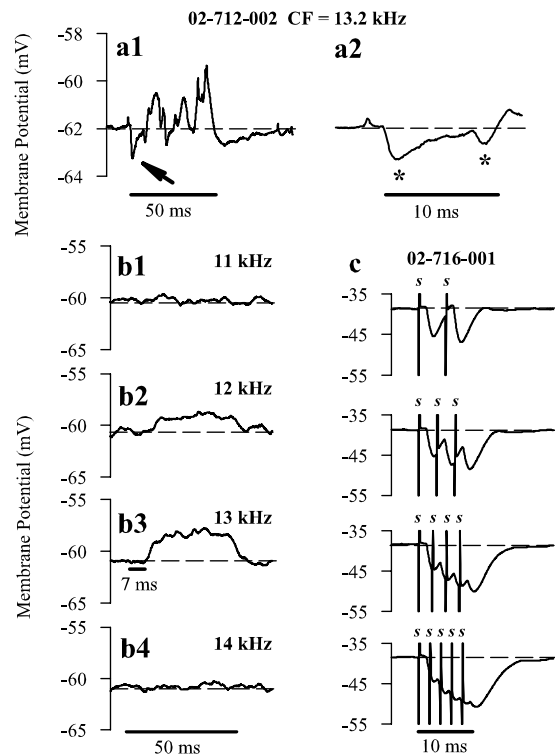 02-712-002 CF = 13.2 kHz
a1
a2
Membrane Potential (mV)
-58
-60
-62
-64
*
*
50 ms
10 ms
b1
11 kHz
-55
-60
-65
b2
12 kHz
-55
-60
-65
b3
13 kHz
-55
-60
-65
7 ms
b4
14 kHz
-55
-60
-65
50 ms
Membrane Potential (mV)
c
02-716-001
s s
-35
-45
-55
s s s
-35
-45
-55
s s s s
-35
-45
-55
s s s s s
-35
-45
-55
10 ms